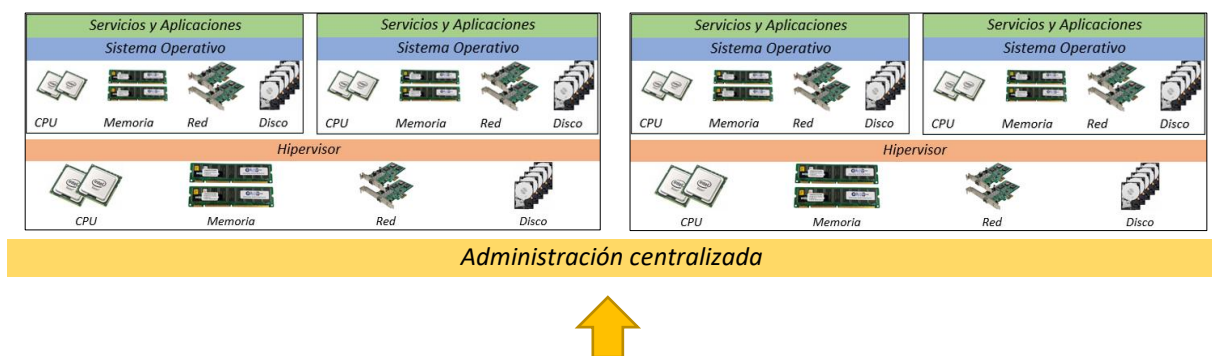 Servicios y Aplicaciones
Sistema Operativo
CPU Memoria Red Disco
Servicios y Aplicaciones
Sistema Operativo
CPU Memoria Red Disco
Hipervisor
CPU Memoria Red Disco
Servicios y Aplicaciones
Sistema Operativo
CPU Memoria Red Disco
Servicios y Aplicaciones
Sistema Operativo
CPU Memoria Red Disco
Hipervisor
CPU Memoria Red Disco
Administración centralizada